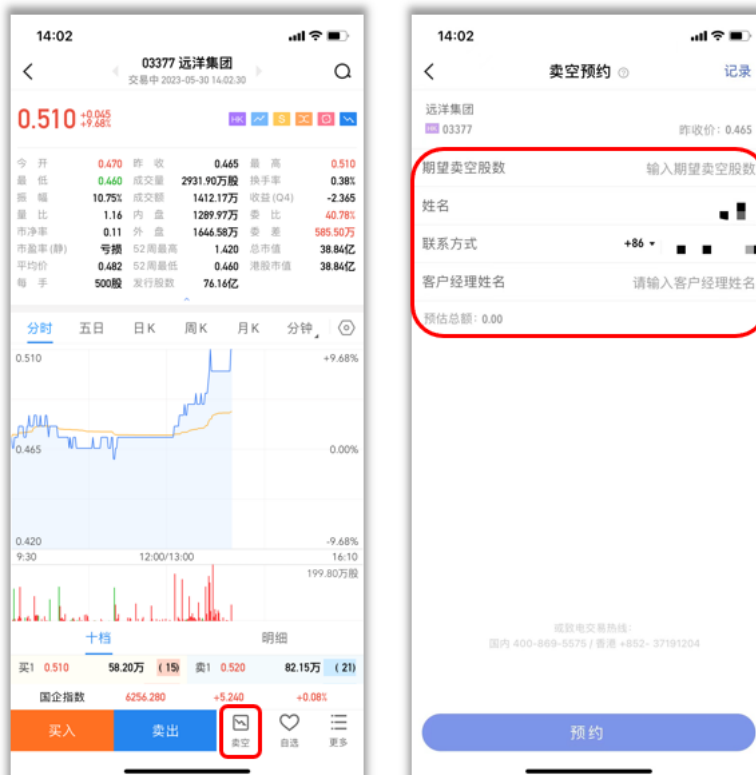 14:02
03377 远洋集团
交易中 2023-05-30 14:02:30
0.510 +0.045 +9.68%
HK S
今 开 0.470 昨 收 0.465 最 高 0.510
最 低 0.460 成交量 2931.90万股 换手率 0.38%
振 幅 10.75% 成交额 1412.17万 收益(Q4) -2.365
量 比 1.16 内 盘 1289.97万 委 比 40.78%
市净率 0.11 外 盘 1646.58万 委 差 585.50万
市盈率(静) 亏损 52周最高 1.420 总市值 38.84亿
平均价 0.482 52周最低 0.460 港股市值 38.84亿
每 手 500股 发行股数 76.16亿
分时 五日 日K 周K 月K 分钟
0.510 +9.68%
0.465 0.00%
0.420 -9.68%
9:30 12:00/13:00 16:10
199.80万股
十档 明细
买1 0.510 58.20万 (15) 卖1 0.520 82.15万 (21)
国企指数 6256.280 +5.240 +0.08%
买入 卖出 卖空 自选 更多
14:02
卖空预约 记录
远洋集团
HK 03377 昨收价: 0.465
期望卖空股数 输入期望卖空股数
姓名
联系方式 +86
客户经理姓名 请输入客户经理姓名
预估总额: 0.00
或致电交易热线:
国内 400-869-5575 / 香港 +852- 37191204
预约